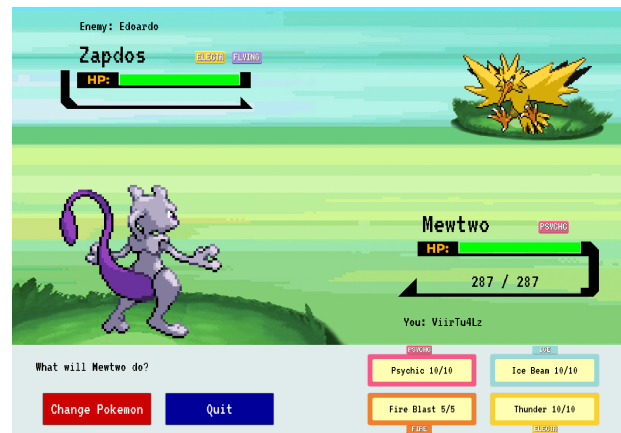 Enemy: Edoardo
Zapdos ELECTR FLYING
HP:
Mewtwo PSYCHC
HP:
287 / 287
You: ViirTu4Lz
What will Mewtwo do?
PSYCHC
Psychic 10/10
ICE
Ice Beam 10/10
Change Pokemon
Quit
Fire Blast 5/5
FIRE
Thunder 10/10
ELECTR